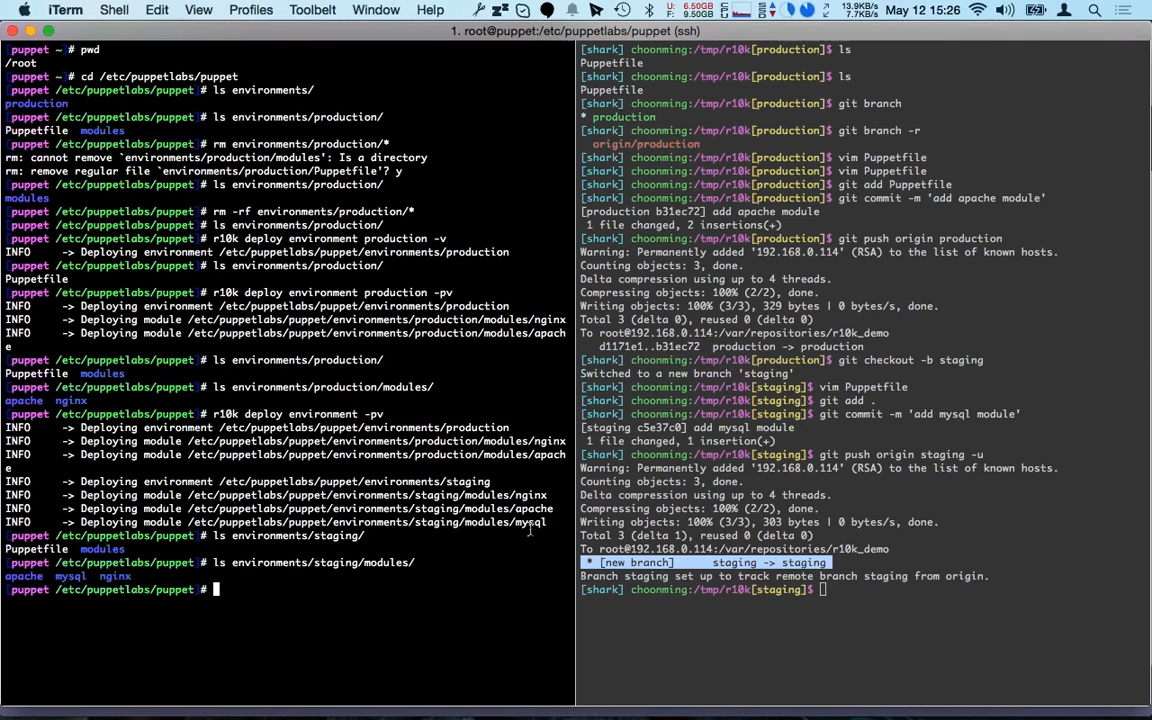 iTerm Shell Edit View Profiles Toolbelt Window Help U: 6.50GB F: 9.50GB 13.9KB/s 7.7KB/s May 12 15:26
1. root@puppet:/etc/puppetlabs/puppet (ssh)
[puppet ~]# pwd
/root
[puppet ~]# cd /etc/puppetlabs/puppet
[puppet /etc/puppetlabs/puppet]# ls environments/
production
[puppet /etc/puppetlabs/puppet]# ls environments/production/
Puppetfile modules
[puppet /etc/puppetlabs/puppet]# rm environments/production/*
rm: cannot remove `environments/production/modules': Is a directory
rm: remove regular file `environments/production/Puppetfile'? y
[puppet /etc/puppetlabs/puppet]# ls environments/production/
modules
[puppet /etc/puppetlabs/puppet]# rm -rf environments/production/*
[puppet /etc/puppetlabs/puppet]# ls environments/production/
[puppet /etc/puppetlabs/puppet]# r10k deploy environment production -v
INFO -> Deploying environment /etc/puppetlabs/puppet/environments/production
[puppet /etc/puppetlabs/puppet]# ls environments/production/
Puppetfile
[puppet /etc/puppetlabs/puppet]# r10k deploy environment production -pv
INFO -> Deploying environment /etc/puppetlabs/puppet/environments/production
INFO -> Deploying module /etc/puppetlabs/puppet/environments/production/modules/nginx
INFO -> Deploying module /etc/puppetlabs/puppet/environments/production/modules/apach
e
[puppet /etc/puppetlabs/puppet]# ls environments/production/
Puppetfile modules
[puppet /etc/puppetlabs/puppet]# ls environments/production/modules/
apache nginx
[puppet /etc/puppetlabs/puppet]# r10k deploy environment -pv
INFO -> Deploying environment /etc/puppetlabs/puppet/environments/production
INFO -> Deploying module /etc/puppetlabs/puppet/environments/production/modules/nginx
INFO -> Deploying module /etc/puppetlabs/puppet/environments/production/modules/apach
e
INFO -> Deploying environment /etc/puppetlabs/puppet/environments/staging
INFO -> Deploying module /etc/puppetlabs/puppet/environments/staging/modules/nginx
INFO -> Deploying module /etc/puppetlabs/puppet/environments/staging/modules/apache
INFO -> Deploying module /etc/puppetlabs/puppet/environments/staging/modules/mysql
[puppet /etc/puppetlabs/puppet]# ls environments/staging/
Puppetfile modules
[puppet /etc/puppetlabs/puppet]# ls environments/staging/modules/
apache mysql nginx
[puppet /etc/puppetlabs/puppet]#
[shark] choonming:/tmp/r10k[production]$ ls
Puppetfile
[shark] choonming:/tmp/r10k[production]$ ls
Puppetfile
[shark] choonming:/tmp/r10k[production]$ git branch
* production
[shark] choonming:/tmp/r10k[production]$ git branch -r
origin/production
[shark] choonming:/tmp/r10k[production]$ vim Puppetfile
[shark] choonming:/tmp/r10k[production]$ vim Puppetfile
[shark] choonming:/tmp/r10k[production]$ git add Puppetfile
[shark] choonming:/tmp/r10k[production]$ git commit -m 'add apache module'
[production b31ec72] add apache module
1 file changed, 2 insertions(+)
[shark] choonming:/tmp/r10k[production]$ git push origin production
Warning: Permanently added '192.168.0.114' (RSA) to the list of known hosts.
Counting objects: 3, done.
Delta compression using up to 4 threads.
Compressing objects: 100% (2/2), done.
Writing objects: 100% (3/3), 329 bytes | 0 bytes/s, done.
Total 3 (delta 0), reused 0 (delta 0)
To root@192.168.0.114:/var/repositories/r10k_demo
d1171e1..b31ec72 production -> production
[shark] choonming:/tmp/r10k[production]$ git checkout -b staging
Switched to a new branch 'staging'
[shark] choonming:/tmp/r10k[staging]$ vim Puppetfile
[shark] choonming:/tmp/r10k[staging]$ git add .
[shark] choonming:/tmp/r10k[staging]$ git commit -m 'add mysql module'
[staging c5e37c0] add mysql module
1 file changed, 1 insertion(+)
[shark] choonming:/tmp/r10k[staging]$ git push origin staging -u
Warning: Permanently added '192.168.0.114' (RSA) to the list of known hosts.
Counting objects: 3, done.
Delta compression using up to 4 threads.
Compressing objects: 100% (2/2), done.
Writing objects: 100% (3/3), 303 bytes | 0 bytes/s, done.
Total 3 (delta 1), reused 0 (delta 0)
To root@192.168.0.114:/var/repositories/r10k_demo
* [new branch] staging -> staging
Branch staging set up to track remote branch staging from origin.
[shark] choonming:/tmp/r10k[staging]$